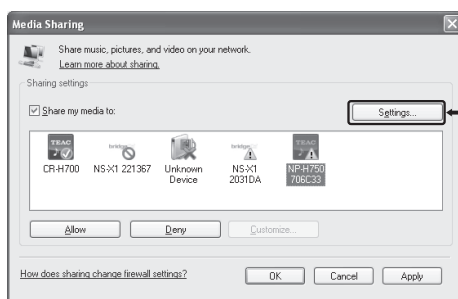 Media Sharing
Share music, pictures, and video on your network.
Learn more about sharing.
Sharing settings
Share my media to:
Settings...
TEAC
bridge
bridge
TEAC
CR-H700
NS-X1 221367
Unknown
Device
NS-X1
2031DA
NP-H750
706C33
Allow
Deny
Customize...
How does sharing change firewall settings?
OK
Cancel
Apply